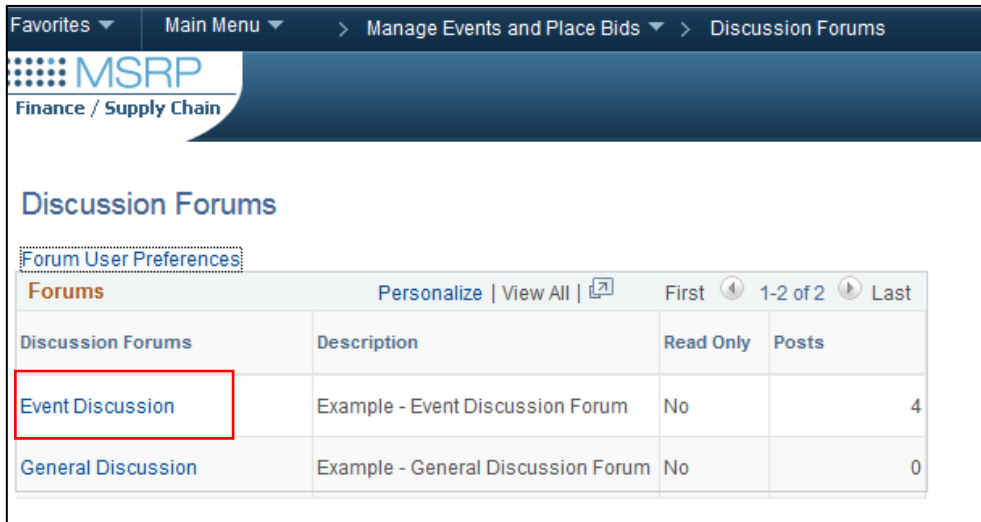 Favorites Main Menu > Manage Events and Place Bids > Discussion Forums
MSRP
Finance / Supply Chain
Discussion Forums
Forum User Preferences
Forums Personalize | View All | First 1-2 of 2 Last
Discussion Forums Description Read Only Posts
Event Discussion Example - Event Discussion Forum No 4
General Discussion Example - General Discussion Forum No 0